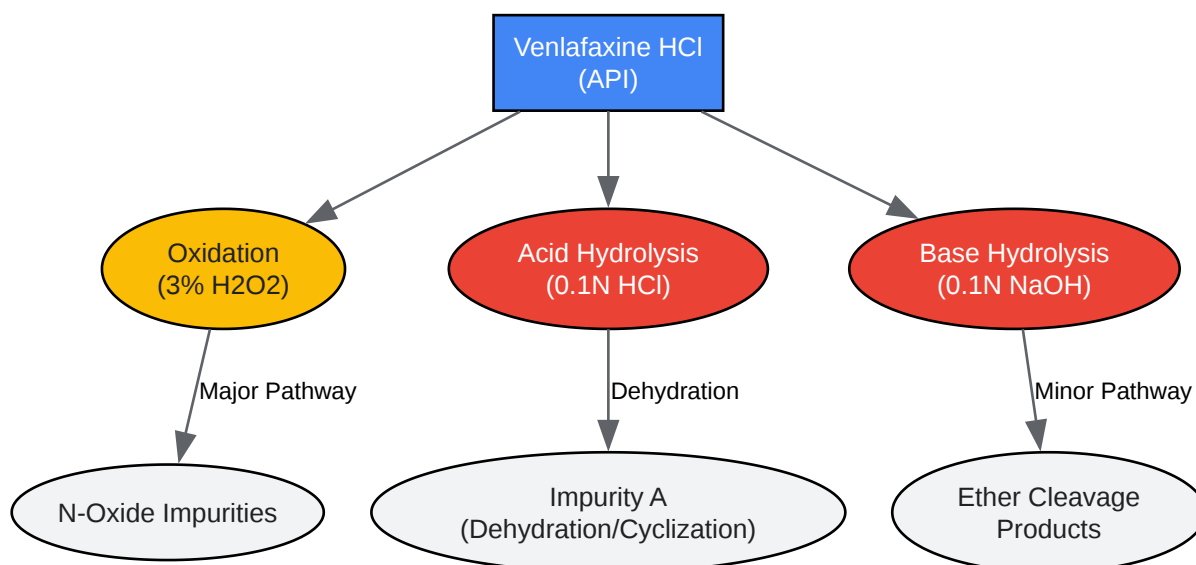 Venlafaxine HCl
(API)
Oxidation
(3% H2O2)
Acid Hydrolysis
(0.1N HCl)
Base Hydrolysis
(0.1N NaOH)
Major Pathway
Dehydration
Minor Pathway
N-Oxide Impurities
Impurity A
(Dehydration/Cyclization)
Ether Cleavage
Products